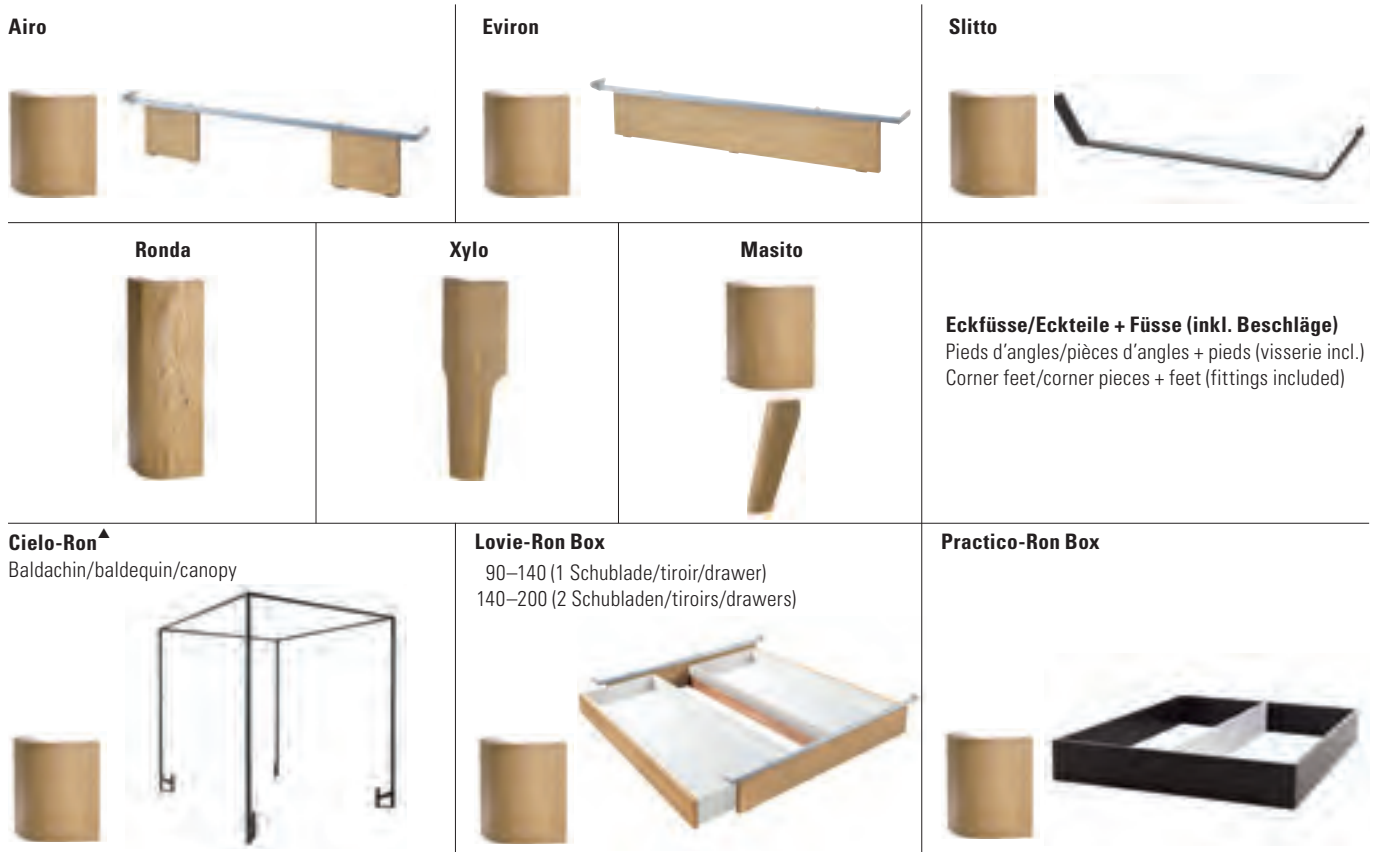 Airo
Eviron
Slitto
Ronda
Xylo
Masito
Eckfüsse/Eckteile + Füsse (inkl. Beschläge)
Pieds d’angles/pièces d’angles + pieds (visserie incl.)
Corner feet/corner pieces + feet (fittings included)
Cielo-Ron▲
Baldachin/baldequin/canopy
Lovie-Ron Box
90–140 (1 Schublade/tiroir/drawer)
140–200 (2 Schubladen/tiroirs/drawers)
Practico-Ron Box